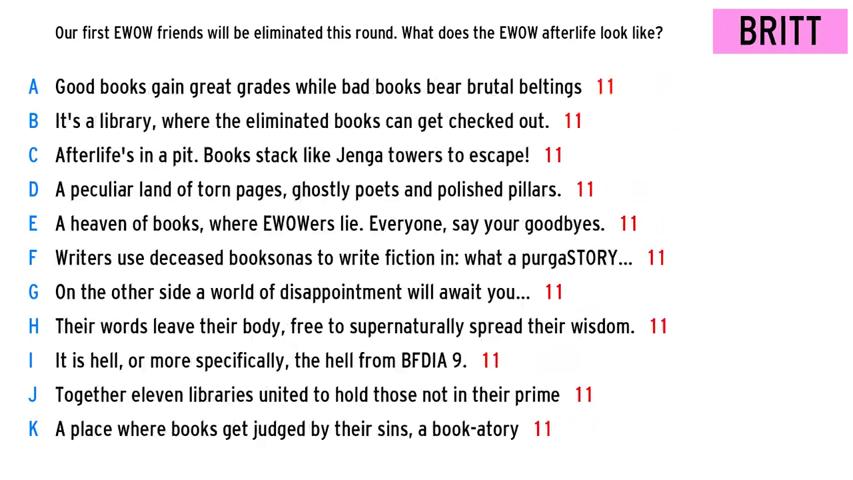 Our first EWOW friends will be eliminated this round. What does the EWOW afterlife look like?
BRITT
A Good books gain great grades while bad books bear brutal beltings 11
B It's a library, where the eliminated books can get checked out. 11
C Afterlife's in a pit. Books stack like Jenga towers to escape! 11
D A peculiar land of torn pages, ghostly poets and polished pillars. 11
E A heaven of books, where EWOWers lie. Everyone, say your goodbyes. 11
F Writers use deceased booksonas to write fiction in: what a purgaSTORY... 11
G On the other side a world of disappointment will await you... 11
H Their words leave their body, free to supernaturally spread their wisdom. 11
I It is hell, or more specifically, the hell from BFDIA 9. 11
J Together eleven libraries united to hold those not in their prime 11
K A place where books get judged by their sins, a book-atory 11